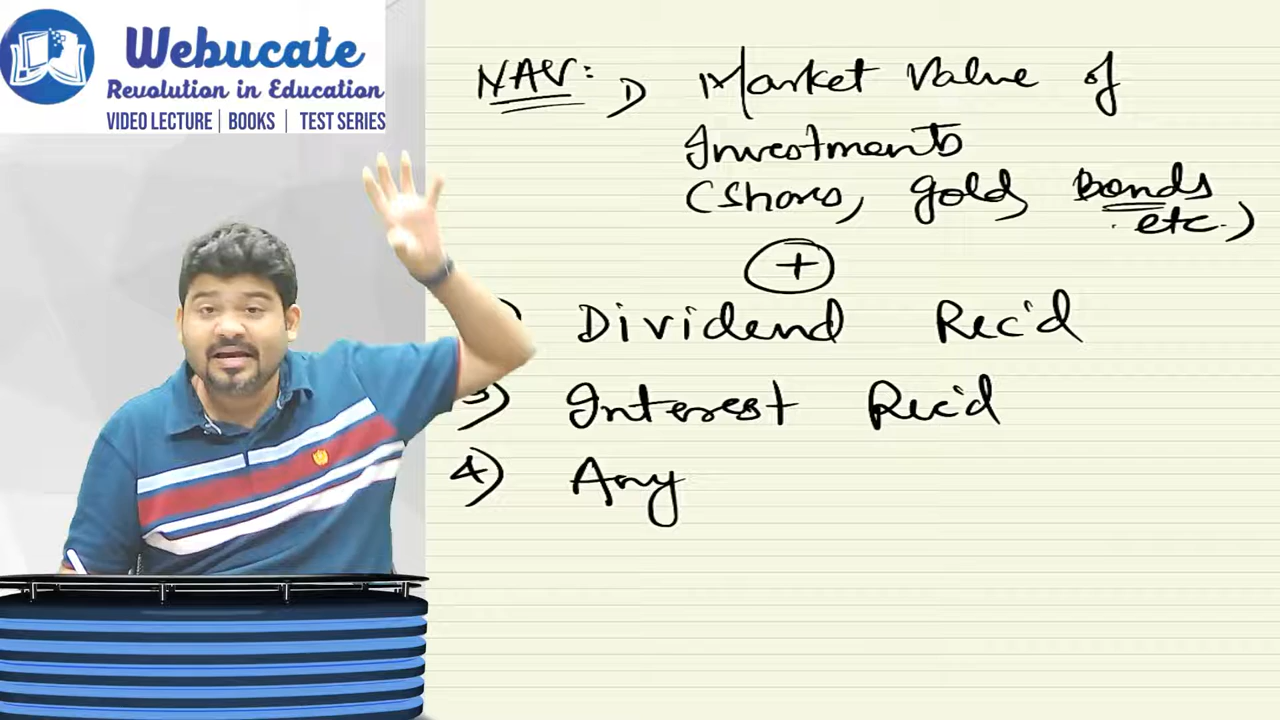 Webucate
Revolution in Education
VIDEO LECTURE | BOOKS | TEST SERIES
NAV: 1) Market Value of
Investments
(Shares, gold, Bonds
etc.)
+
) Dividend Rec'd
3) Interest Rec'd
4) Any